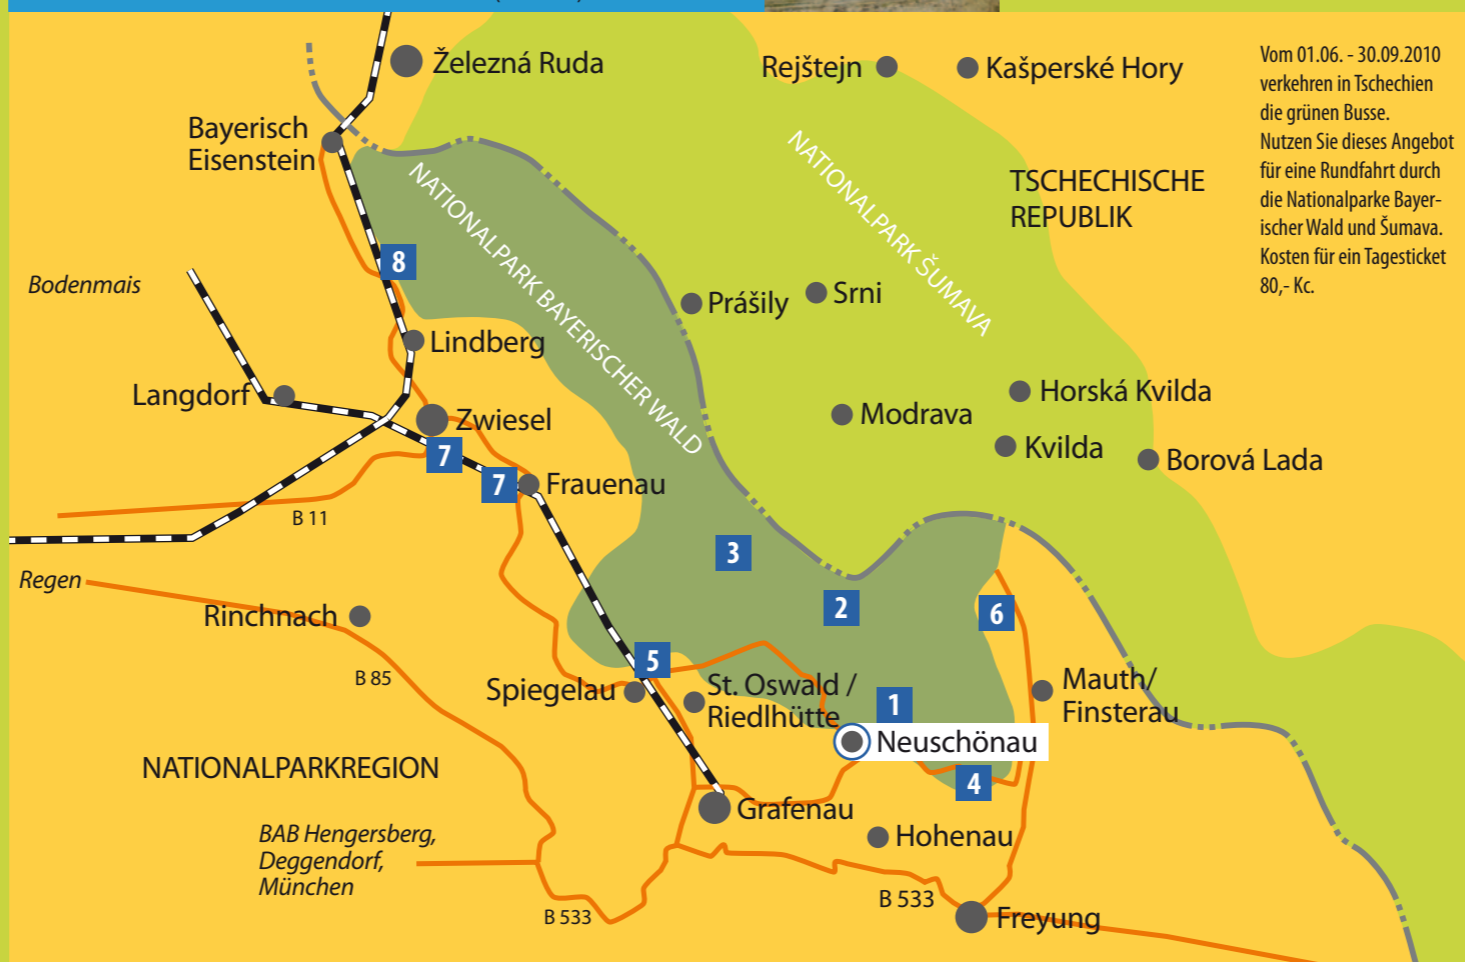 Železná Ruda
Rejštejn
Kašperské Hory
Vom 01.06. - 30.09.2010
verkehren in Tschechien
die grünen Busse.
Nutzen Sie dieses Angebot
für eine Rundfahrt durch
die Nationalparke Bayer-
ischer Wald und Šumava.
Kosten für ein Tagesticket
80,- Kc.
Bayerisch
Eisenstein
NATIONALPARK BAYERISCHER WALD
NATIONALPARK ŠUMAVA
TSCHECHISCHE
REPUBLIK
8
Bodenmais
Prášily
Srni
Lindberg
Langdorf
Zwiesel
Modrava
Horská Kvilda
Kvilda
Borová Lada
7
7
Frauenau
B 11
3
Regen
2
6
Rinchnach
5
B 85
Spiegelau
St. Oswald /
Riedlhütte
1
Mauth/
Finsterau
Neuschönau
NATIONALPARKREGION
4
Grafenau
Hohenau
BAB Hengersberg,
Deggendorf,
München
B 533
B 533
Freyung